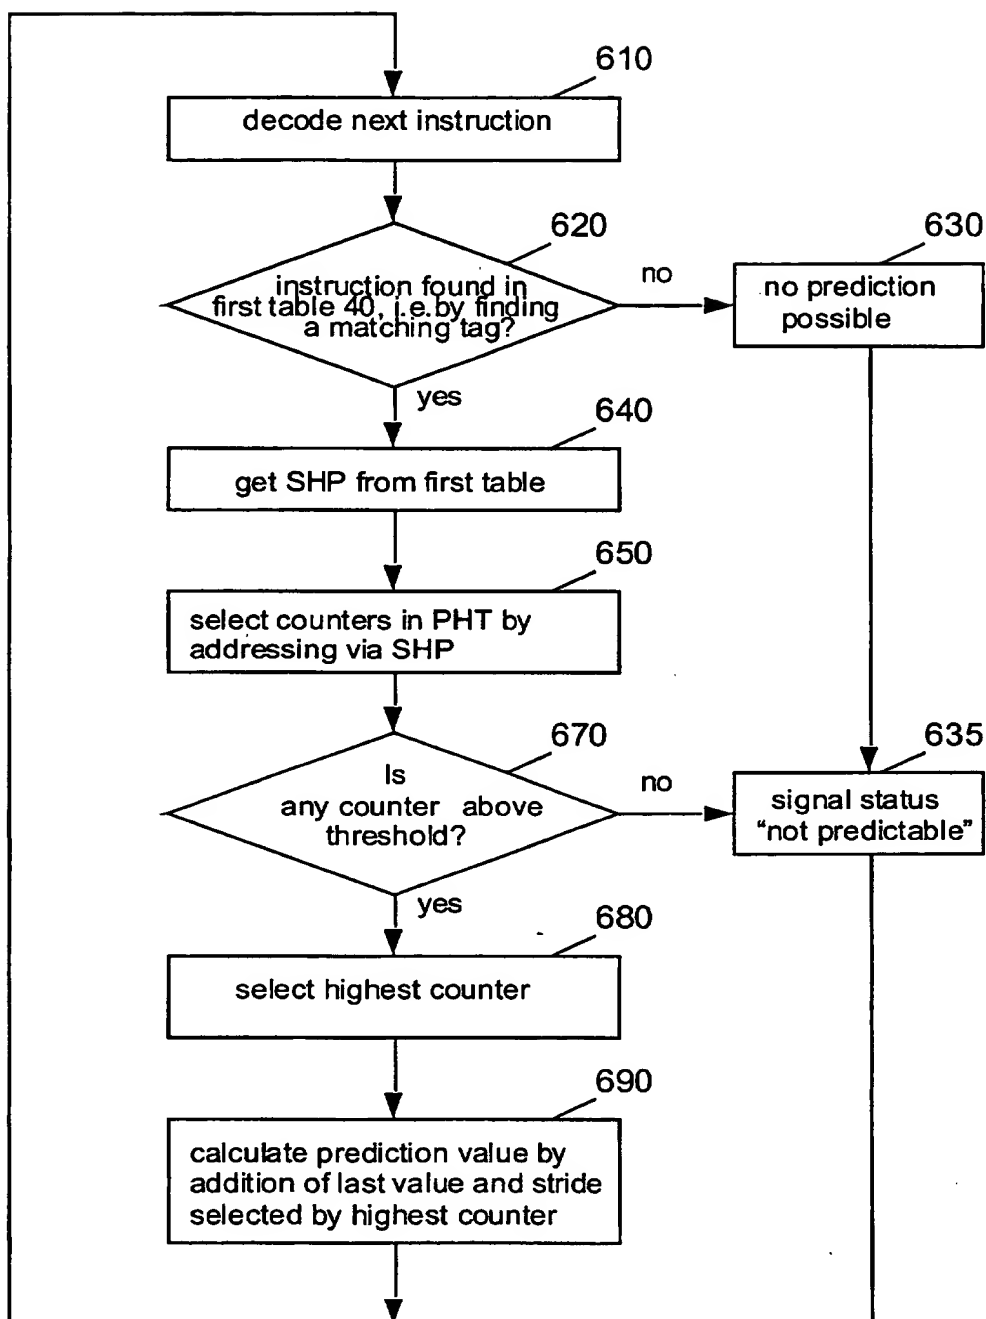 610
decode next instruction
620
instruction found in
first table 40, i.e. by finding
a matching tag?
no
630
no prediction
possible
yes
640
get SHP from first table
650
select counters in PHT by
addressing via SHP
670
Is
any counter above
threshold?
no
635
signal status
“not predictable”
yes
680
select highest counter
690
calculate prediction value by
addition of last value and stride
selected by highest counter